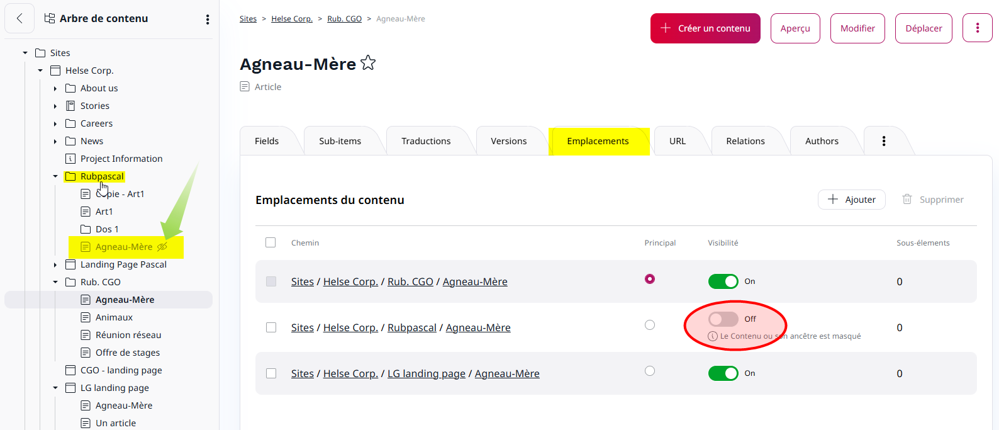 Arbre de contenu
Sites
Helse Corp.
About us
Stories
Careers
News
Project Information
Rubpascal
Copie - Art1
Art1
Dos 1
Agneau-Mère
Landing Page Pascal
Rub. CGO
Agneau-Mère
Animaux
Réunion réseau
Offre de stages
CGO - landing page
LG landing page
Agneau-Mère
Un article
Sites > Helse Corp. > Rub. CGO > Agneau-Mère
Créer un contenu Aperçu Modifier Déplacer
Agneau-Mère
Article
Fields Sub-items Traductions Versions Emplacements URL Relations Authors
Emplacements du contenu
Ajouter Supprimer
Chemin Principal Visibilité Sous-élements
Sites / Helse Corp. / Rub. CGO / Agneau-Mère On 0
Sites / Helse Corp. / Rubpascal / Agneau-Mère Off 0
Le Contenu ou son ancêtre est masqué
Sites / Helse Corp. / LG landing page / Agneau-Mère On 0